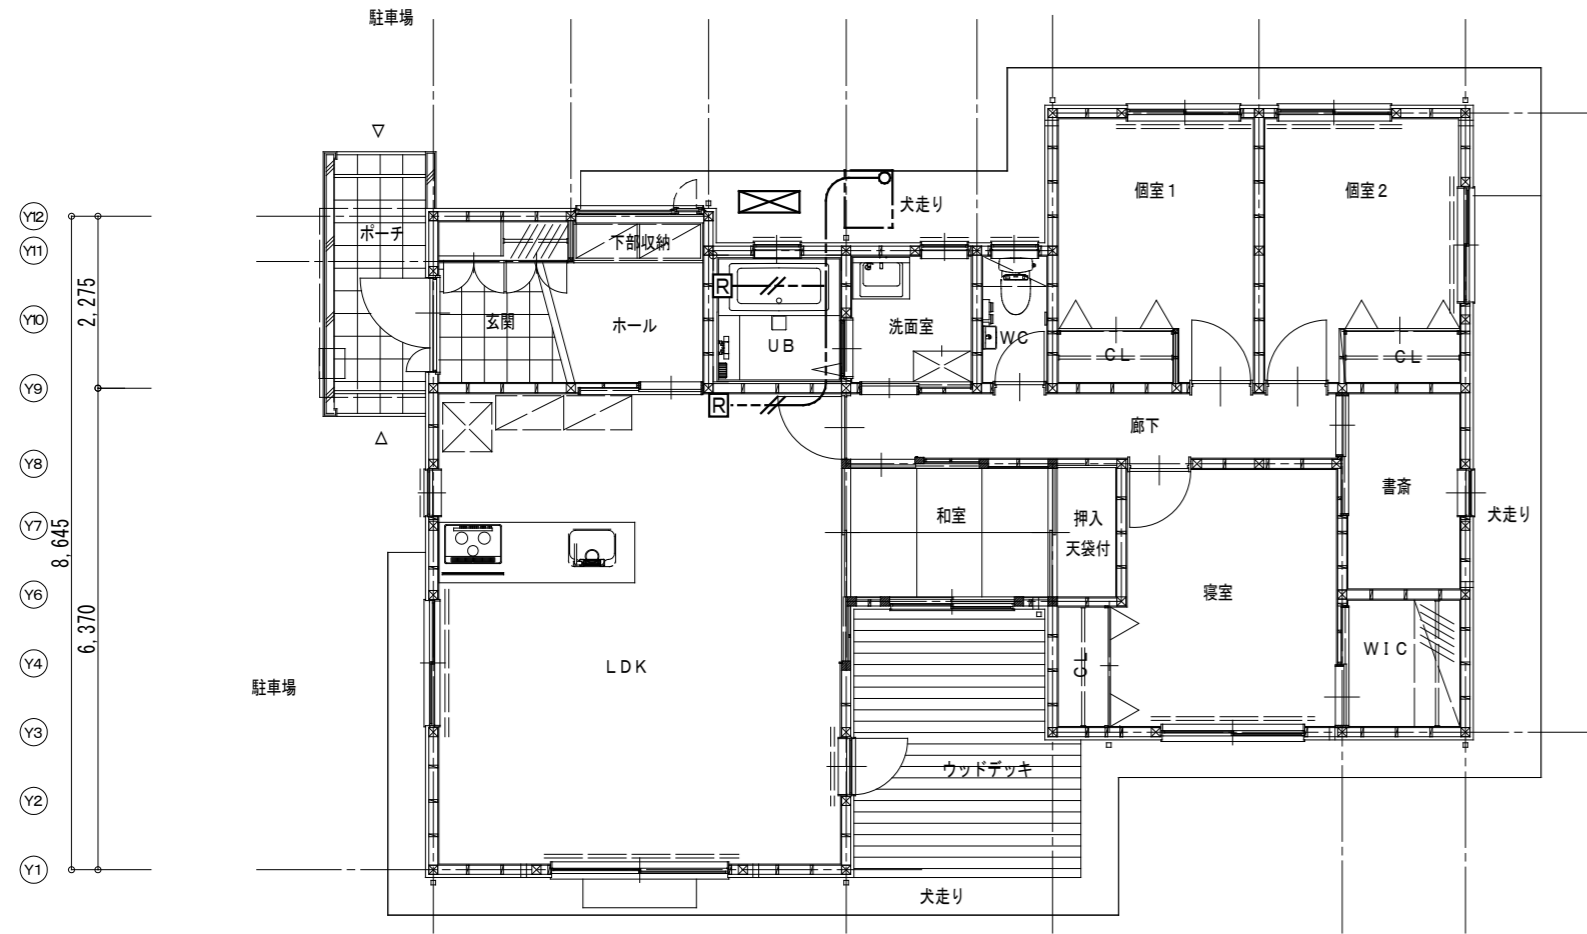 駐車場
犬走り
個室1
個室2
Y12
ポーチ
下部収納
Y11
2,275
R
玄関
ホール
洗面室
Y10
UB
WC
CL
CL
Y9
R
廊下
Y8
書斎
和室
押入
天袋付
犬走り
Y7
8,645
Y6
寝室
6,370
WIC
CL
LDK
Y4
駐車場
Y3
ウッドデッキ
Y2
Y1
犬走り